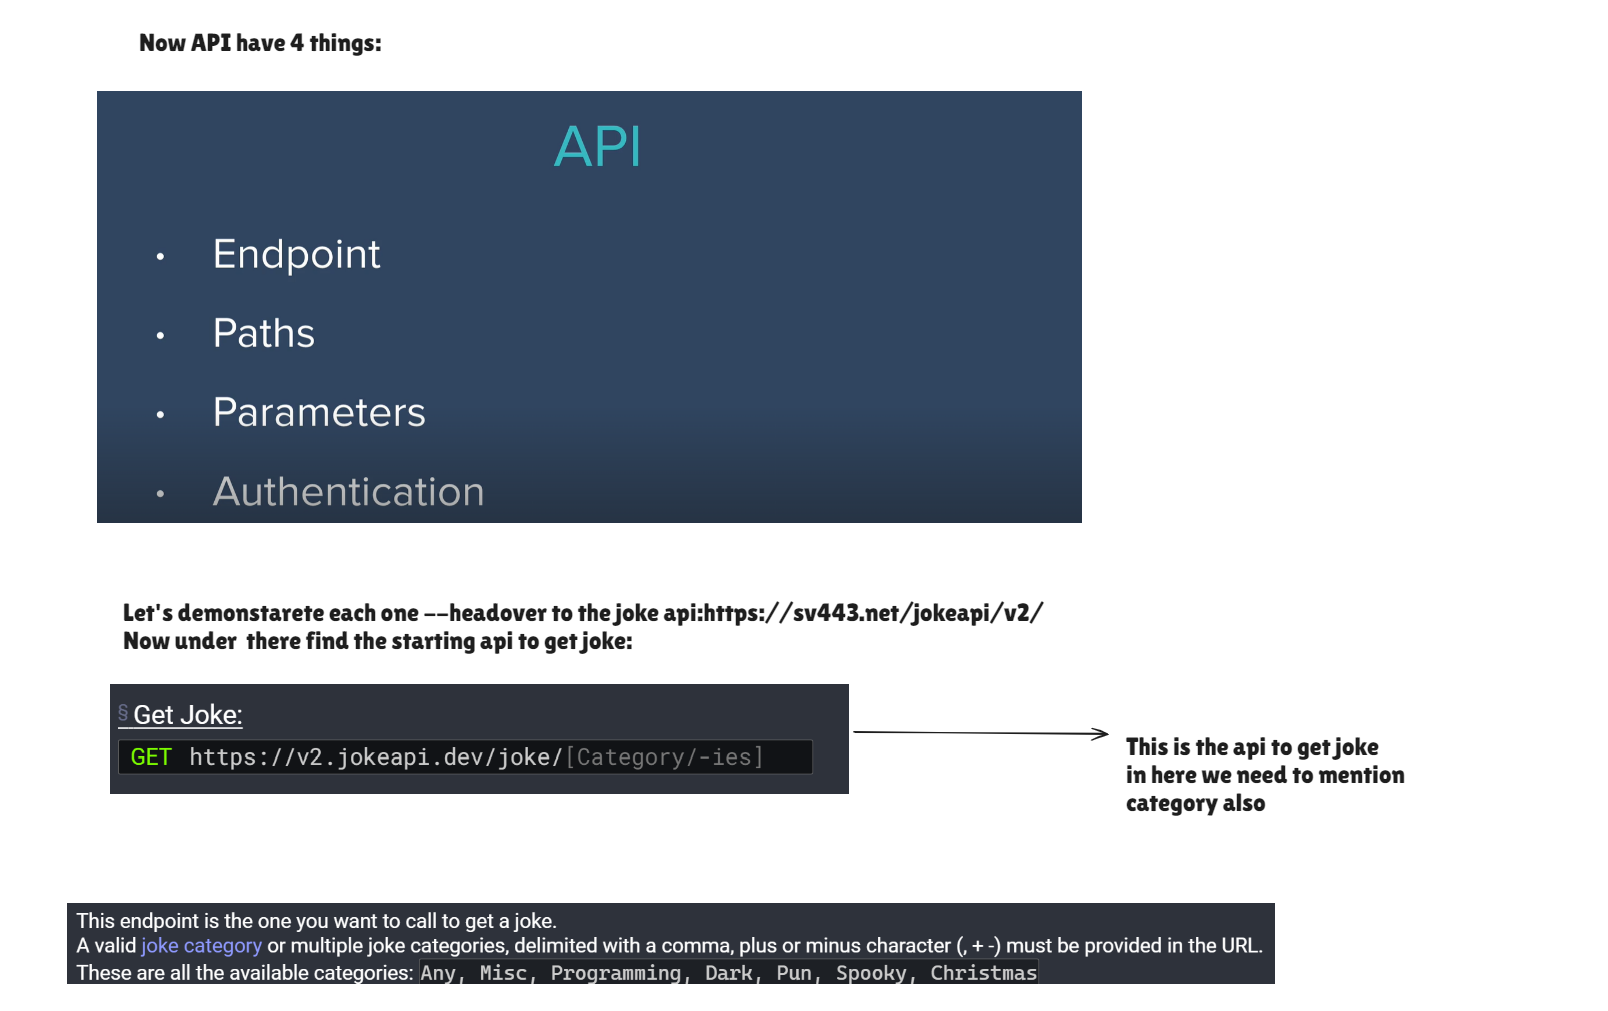 Now API have 4 things:
API
• Endpoint
• Paths
• Parameters
• Authentication
Let's demonstarete each one --headover to the joke api:https://sv443.net/jokeapi/v2/
Now under  there find the starting api to get joke:
§ Get Joke:
GET https://v2.jokeapi.dev/joke/[Category/-ies]
This is the api to get joke
in here we need to mention
category also
This endpoint is the one you want to call to get a joke.
A valid joke category or multiple joke categories, delimited with a comma, plus or minus character (, + -) must be provided in the URL.
These are all the available categories: Any, Misc, Programming, Dark, Pun, Spooky, Christmas